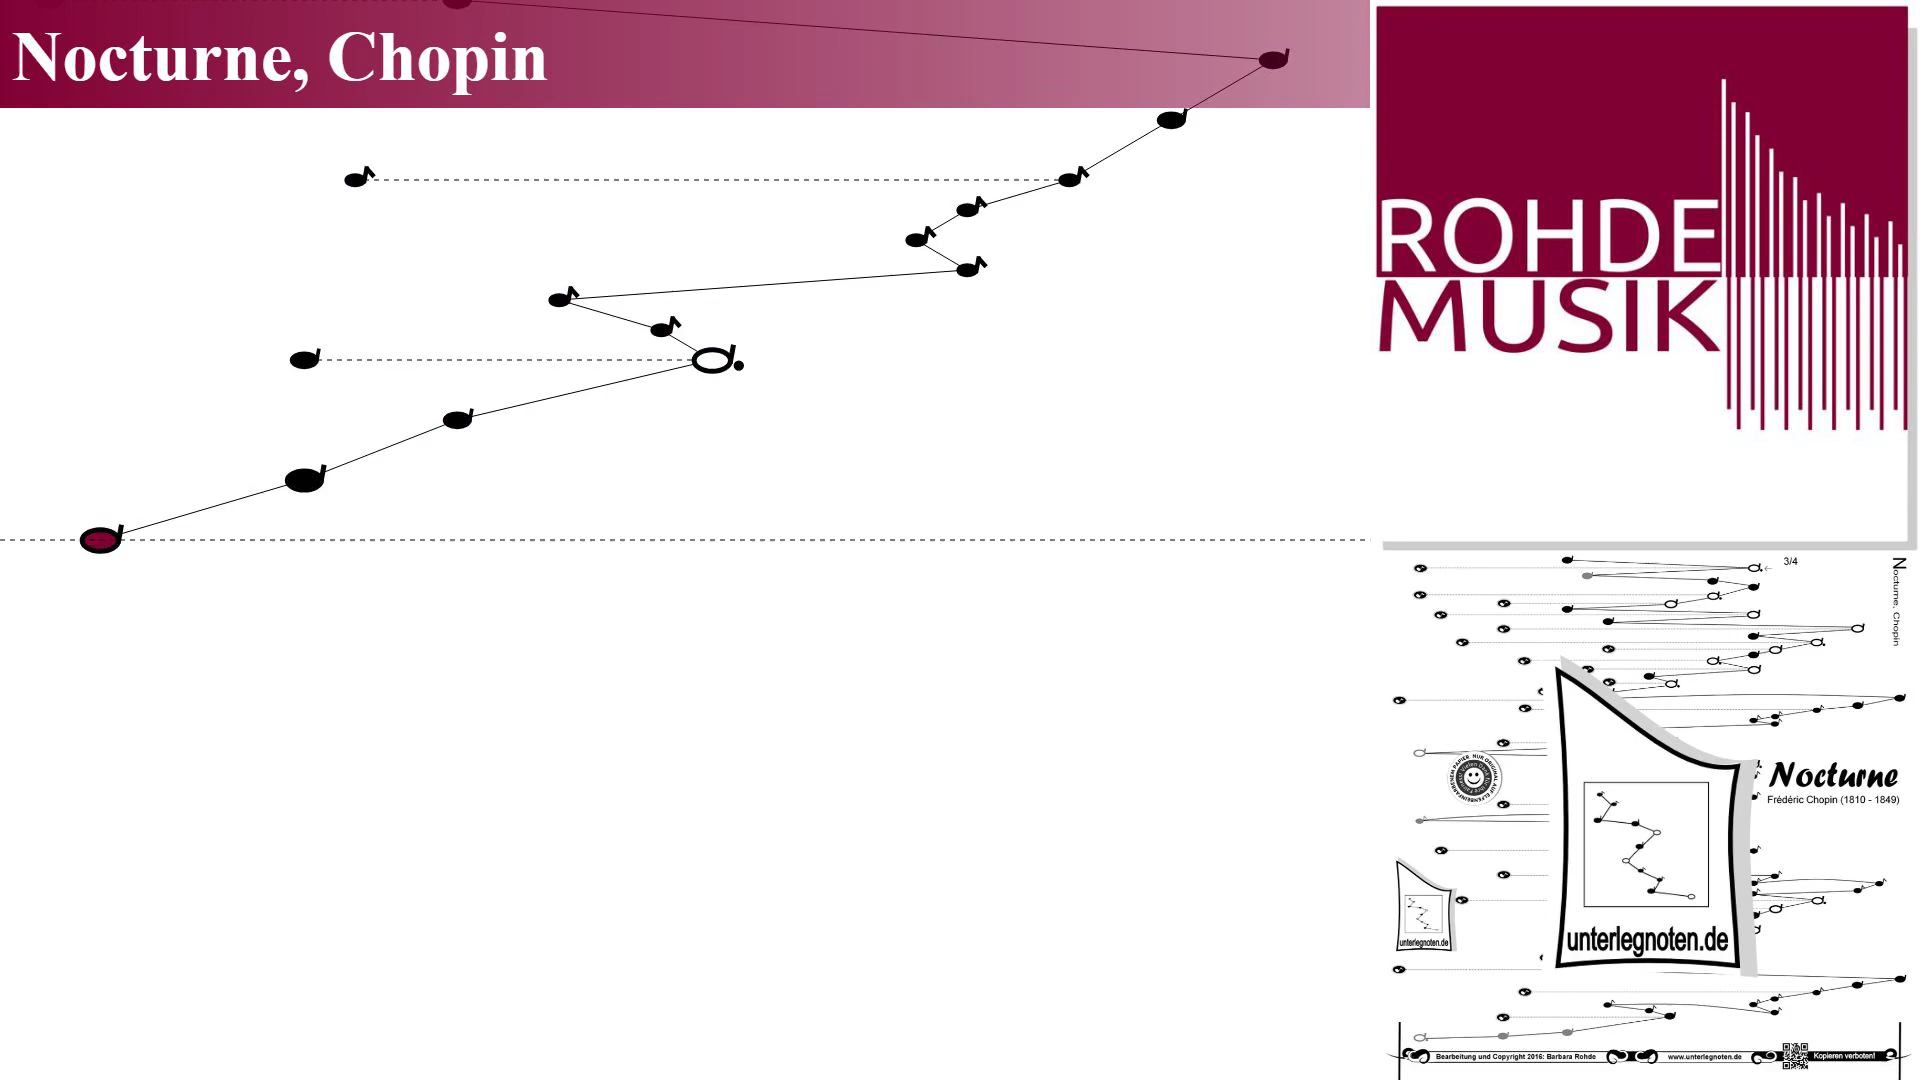 Nocturne, Chopin
ROHDE
MUSIK
3/4
Nocturne, Chopin
Nocturne
Frédéric Chopin (1810 - 1849)
unterlegnoten.de
unterlegnoten.de
Bearbeitung und Copyright 2016: Barbara Rohde
www.unterlegnoten.de
Kopieren verboten!